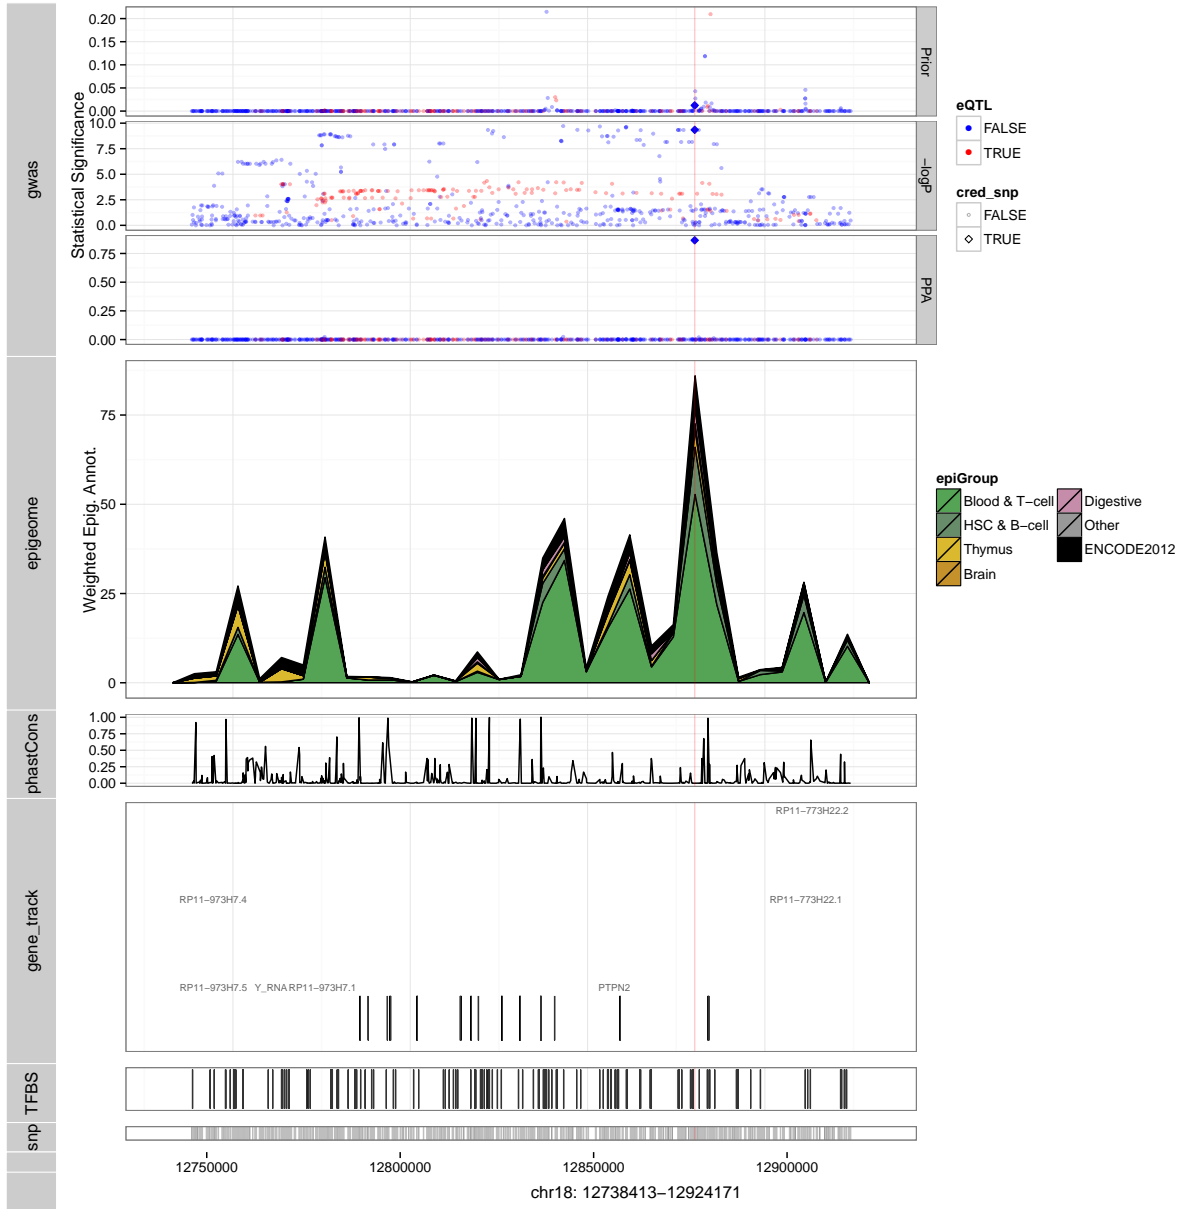 gwas
Statistical Significance
0.20
0.15
0.10
0.05
0.00
Prior
10.0
7.5
5.0
2.5
0.0
−logP
0.75
0.50
0.25
0.00
PPA
eQTL
FALSE
TRUE
cred_snp
FALSE
TRUE
epigeome
Weighted Epig. Annot.
75
50
25
0
epiGroup
Blood & T−cell
HSC & B−cell
Thymus
Brain
Digestive
Other
ENCODE2012
phastCons
1.00
0.75
0.50
0.25
0.00
gene_track
RP11−773H22.2
RP11−973H7.4
RP11−773H22.1
RP11−973H7.5 Y_RNA RP11−973H7.1 PTPN2
TFBS
snp
12750000 12800000 12850000 12900000
chr18: 12738413−12924171